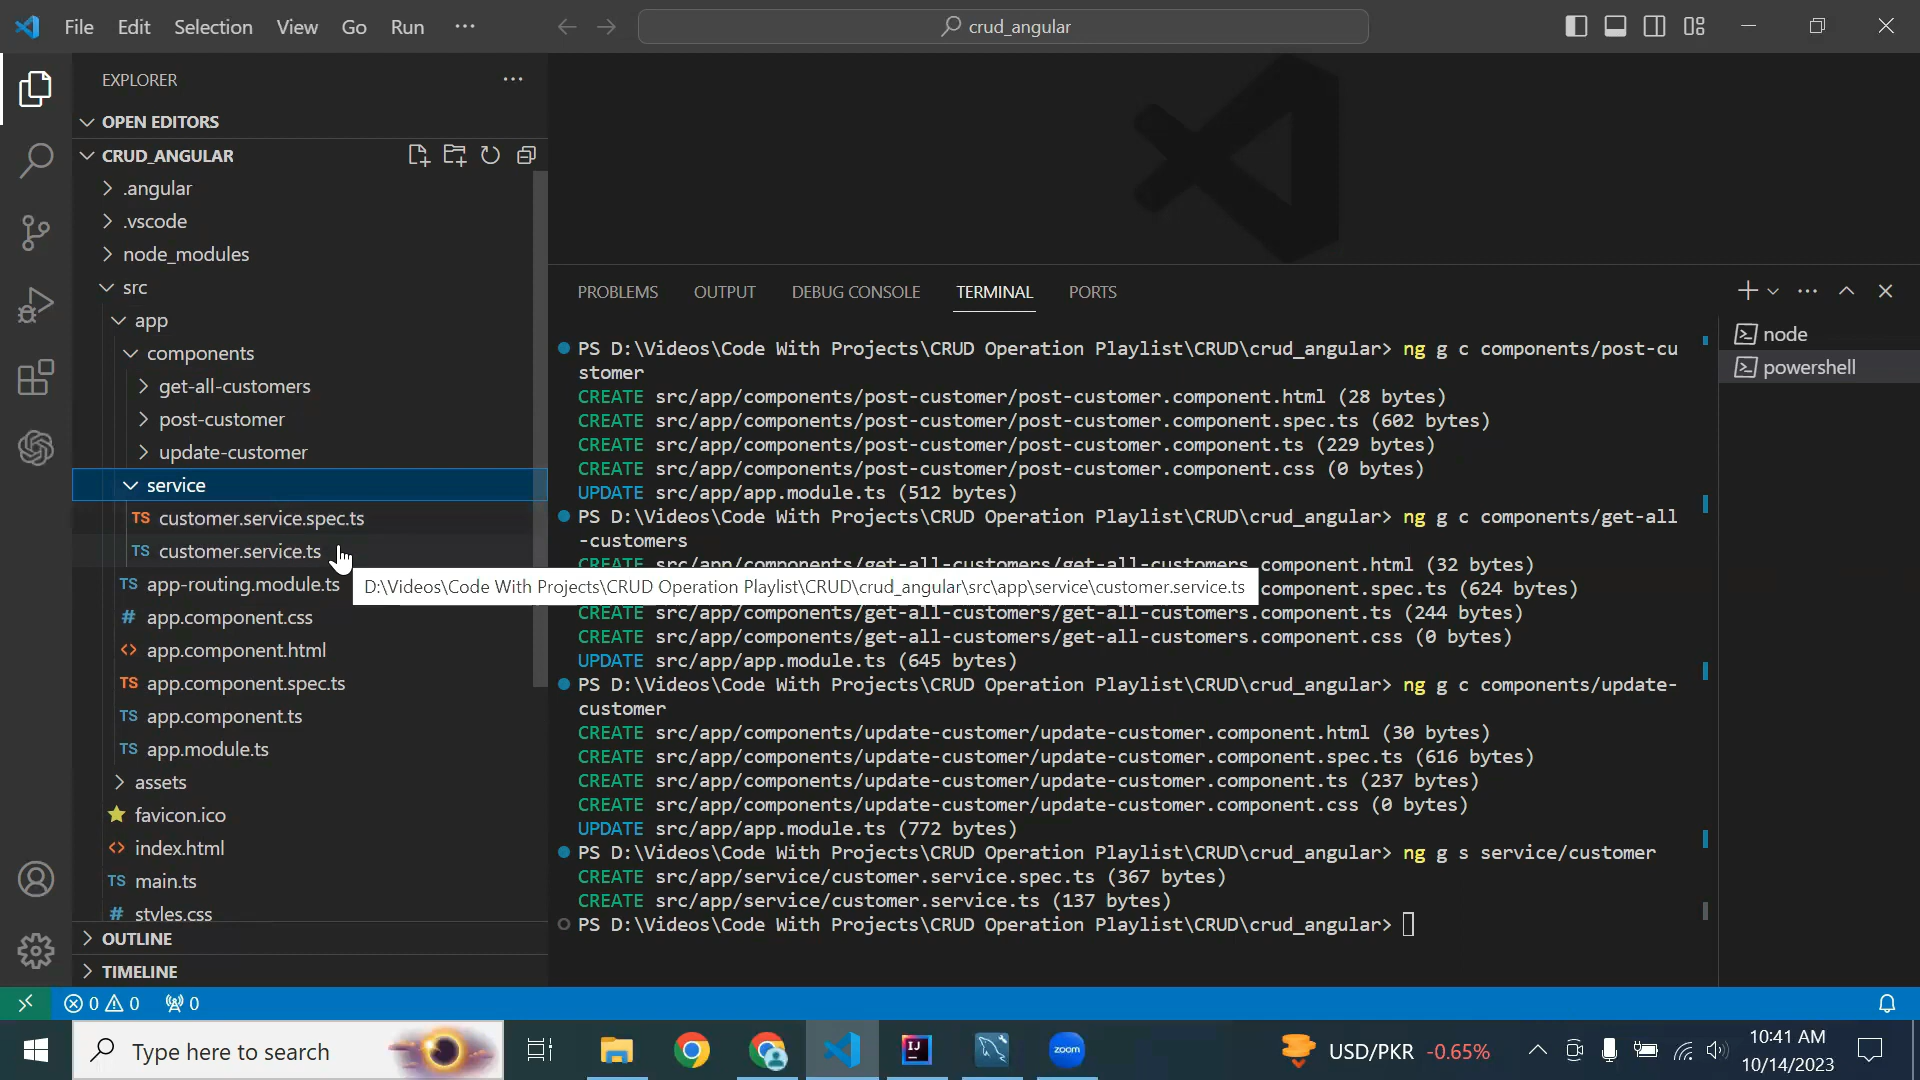 File Edit Selection View Go Run ···
crud_angular
EXPLORER
OPEN EDITORS
CRUD_ANGULAR
.angular
.vscode
node_modules
src
app
components
get-all-customers
post-customer
update-customer
service
TS customer.service.spec.ts
TS customer.service.ts
TS app-routing.module.ts
# app.component.css
<> app.component.html
TS app.component.spec.ts
TS app.component.ts
TS app.module.ts
assets
favicon.ico
<> index.html
TS main.ts
# styles.css
OUTLINE
TIMELINE
D:\Videos\Code With Projects\CRUD Operation Playlist\CRUD\crud_angular\src\app\service\customer.service.ts
PROBLEMS OUTPUT DEBUG CONSOLE TERMINAL PORTS
node
powershell
PS D:\Videos\Code With Projects\CRUD Operation Playlist\CRUD\crud_angular> ng g c components/post-cu
stomer
CREATE src/app/components/post-customer/post-customer.component.html (28 bytes)
CREATE src/app/components/post-customer/post-customer.component.spec.ts (602 bytes)
CREATE src/app/components/post-customer/post-customer.component.ts (229 bytes)
CREATE src/app/components/post-customer/post-customer.component.css (0 bytes)
UPDATE src/app/app.module.ts (512 bytes)
PS D:\Videos\Code With Projects\CRUD Operation Playlist\CRUD\crud_angular> ng g c components/get-all
-customers
CREATE src/app/components/get-all-customers/get-all-customers.component.html (32 bytes)
component.spec.ts (624 bytes)
CREATE src/app/components/get-all-customers/get-all-customers.component.ts (244 bytes)
CREATE src/app/components/get-all-customers/get-all-customers.component.css (0 bytes)
UPDATE src/app/app.module.ts (645 bytes)
PS D:\Videos\Code With Projects\CRUD Operation Playlist\CRUD\crud_angular> ng g c components/update-
customer
CREATE src/app/components/update-customer/update-customer.component.html (30 bytes)
CREATE src/app/components/update-customer/update-customer.component.spec.ts (616 bytes)
CREATE src/app/components/update-customer/update-customer.component.ts (237 bytes)
CREATE src/app/components/update-customer/update-customer.component.css (0 bytes)
UPDATE src/app/app.module.ts (772 bytes)
PS D:\Videos\Code With Projects\CRUD Operation Playlist\CRUD\crud_angular> ng g s service/customer
CREATE src/app/service/customer.service.spec.ts (367 bytes)
CREATE src/app/service/customer.service.ts (137 bytes)
PS D:\Videos\Code With Projects\CRUD Operation Playlist\CRUD\crud_angular>
0 0 0
Type here to search
IJ
zoom
USD/PKR -0.65%
10:41 AM
10/14/2023